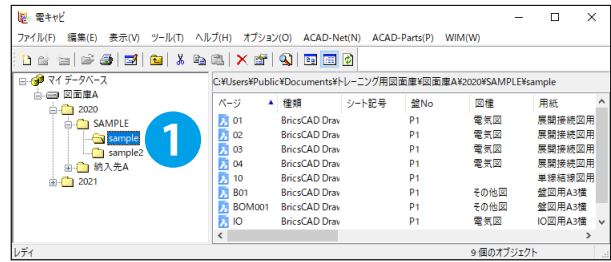 電キャビ
ファイル(F) 編集(E) 表示(V) ツール(T) ヘルプ(H) オプション(O) ACAD-Net(N) ACAD-Parts(P) WIM(W)
マイデータベース
図面庫A
2020
SAMPLE
sample
sample2
納入先A
2021
1
C:¥Users¥Public¥Documents¥トレーニング用図面庫¥図面庫A¥2020¥SAMPLE¥sample
ページ 種類 シート記号 盤No 図種 用紙
01 BricsCAD Draw P1 電気図 展開接続図用
02 BricsCAD Draw P1 電気図 展開接続図用
03 BricsCAD Draw P1 電気図 展開接続図用
04 BricsCAD Draw P1 電気図 展開接続図用
10 BricsCAD Draw P1 単線結線図用
B01 BricsCAD Draw P1 その他図 盤図用A3横
BOM001 BricsCAD Draw P1 その他図 盤図用A3横
IO BricsCAD Draw P1 電気図 IO図用A3横
レディ 9 個のオブジェクト